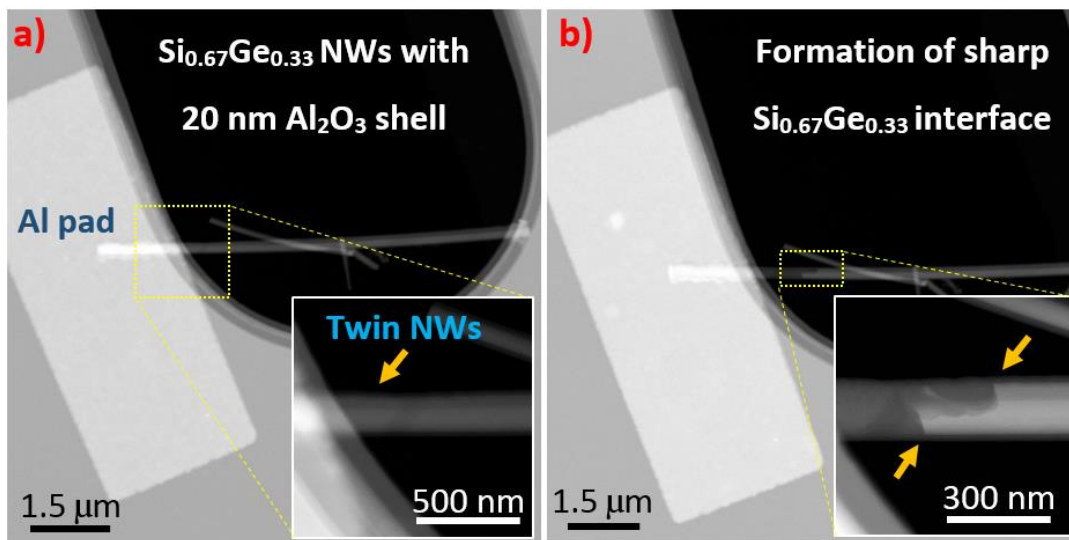 a)
Si0.67Ge0.33 NWs with
20 nm Al2O3 shell
Al pad
Twin NWs
1.5 μm
500 nm
b)
Formation of sharp
Si0.67Ge0.33 interface
1.5 μm
300 nm